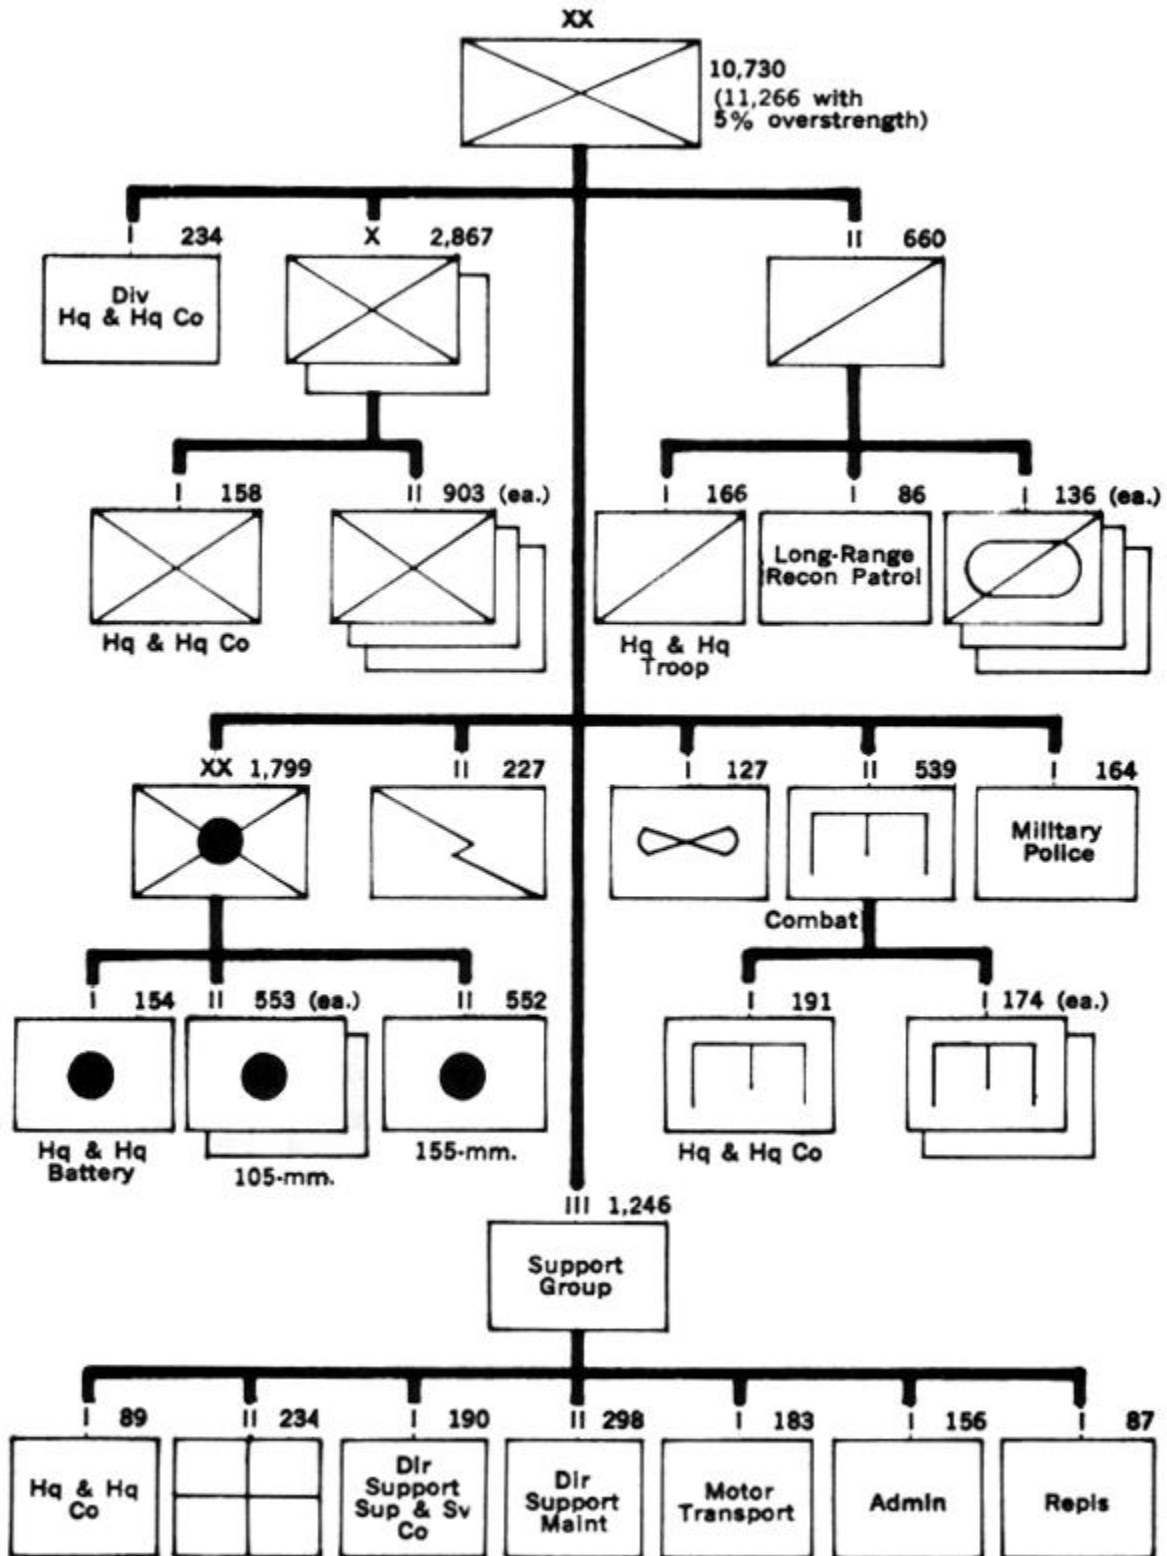 XX
10,730
(11,266 with
5% overstrength)
I 234
X 2,867
II 660
Div
Hq & Hq Co
I 158
II 903 (ea.)
I 166
I 86
I 136 (ea.)
Long-Range
Recon Patrol
Hq & Hq Co
Hq & Hq
Troop
XX 1,799
II 227
I 127
II 539
I 164
Military
Police
Combat
I 154
II 553 (ea.)
II 552
I 191
I 174 (ea.)
Hq & Hq
Battery
105-mm.
155-mm.
Hq & Hq Co
III 1,246
Support
Group
I 89
II 234
I 190
II 298
I 183
I 156
I 87
Hq & Hq
Co
Dir
Support
Sup & Sv
Co
Dir
Support
Maint
Motor
Transport
Admin
Repls